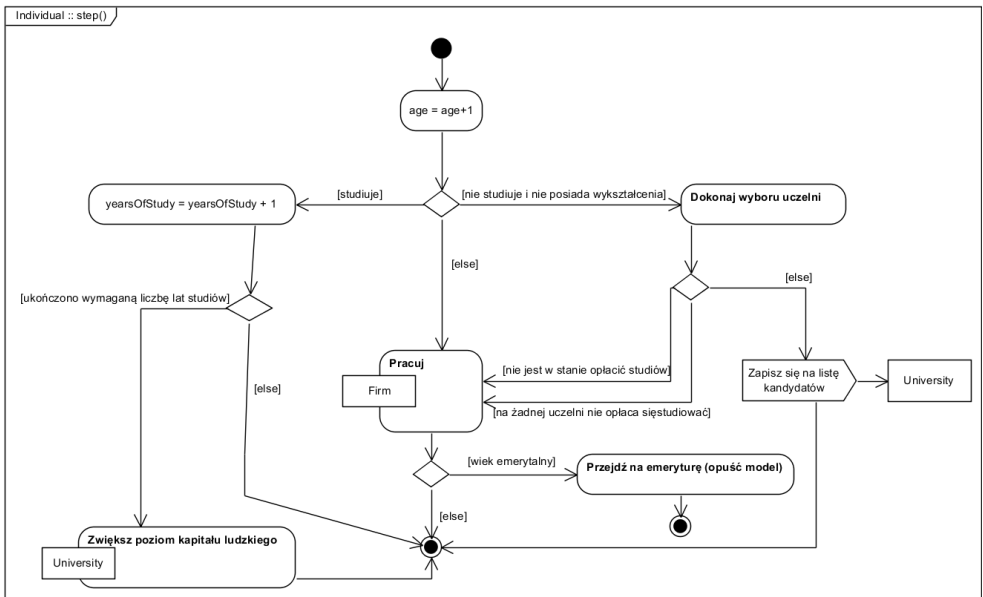 Individual :: step()
age = age+1
[studiuje]
[nie studiuje i nie posiada wykształcenia]
yearsOfStudy = yearsOfStudy + 1
Dokonaj wyboru uczelni
[else]
[else]
[ukończono wymaganą liczbę lat studiów]
Pracuj
Firm
[nie jest w stanie opłacić studiów]
Zapisz się na listę
kandydatów
University
[else]
[na żadnej uczelni nie opłaca sięstudiować]
[wiek emerytalny]
Przejdź na emeryturę (opuść model)
[else]
Zwiększ poziom kapitału ludzkiego
University